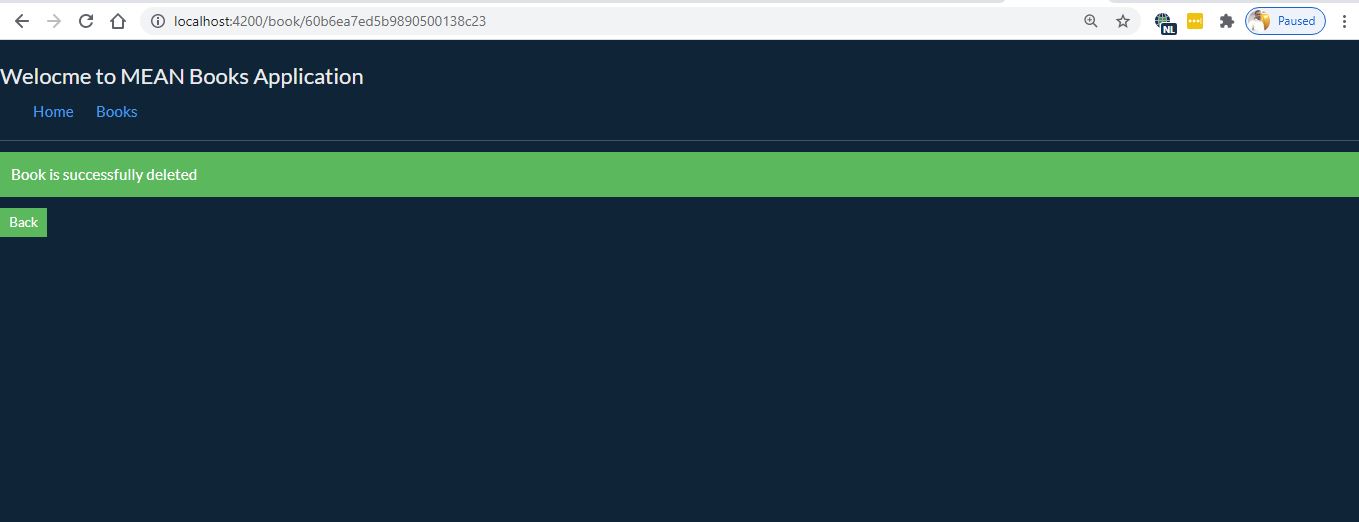 localhost:4200/book/60b6ea7ed5b9890500138c23
NL
Paused
Welocme to MEAN Books Application
Home Books
Book is successfully deleted
Back